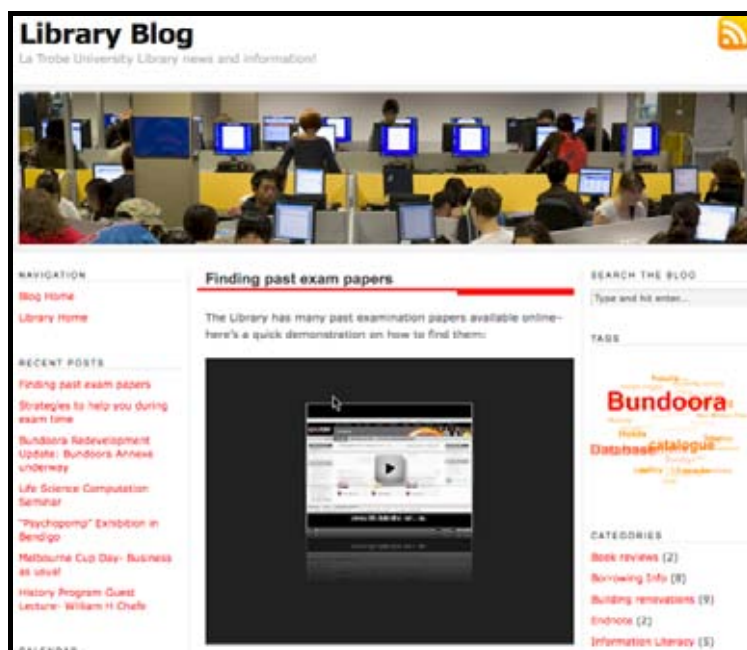 Library Blog
La Trobe University Library news and information!
NAVIGATION
Blog Home
Library Home
RECENT POSTS
Finding past exam papers
Strategies to help you during
exam time
Bundoora Redevelopment
Update: Bundoora Annexe
underway
Life Science Computation
Seminar
"Psychopomp" Exhibition in
Bendigo
Melbourne Cup Day- Business
as usual
History Program Guest
Lecture- William H Chafe
CALENDAR
Finding past exam papers
The Library has many past examination papers available online-
here's a quick demonstration on how to find them:
SEARCH THE BLOG
Type and hit enter...
TAGS
Bundoora
Database
catalogue
CATEGORIES
Book reviews (2)
Borrowing Info (8)
Building renovations (9)
Endnote (2)
Information Literacy (5)